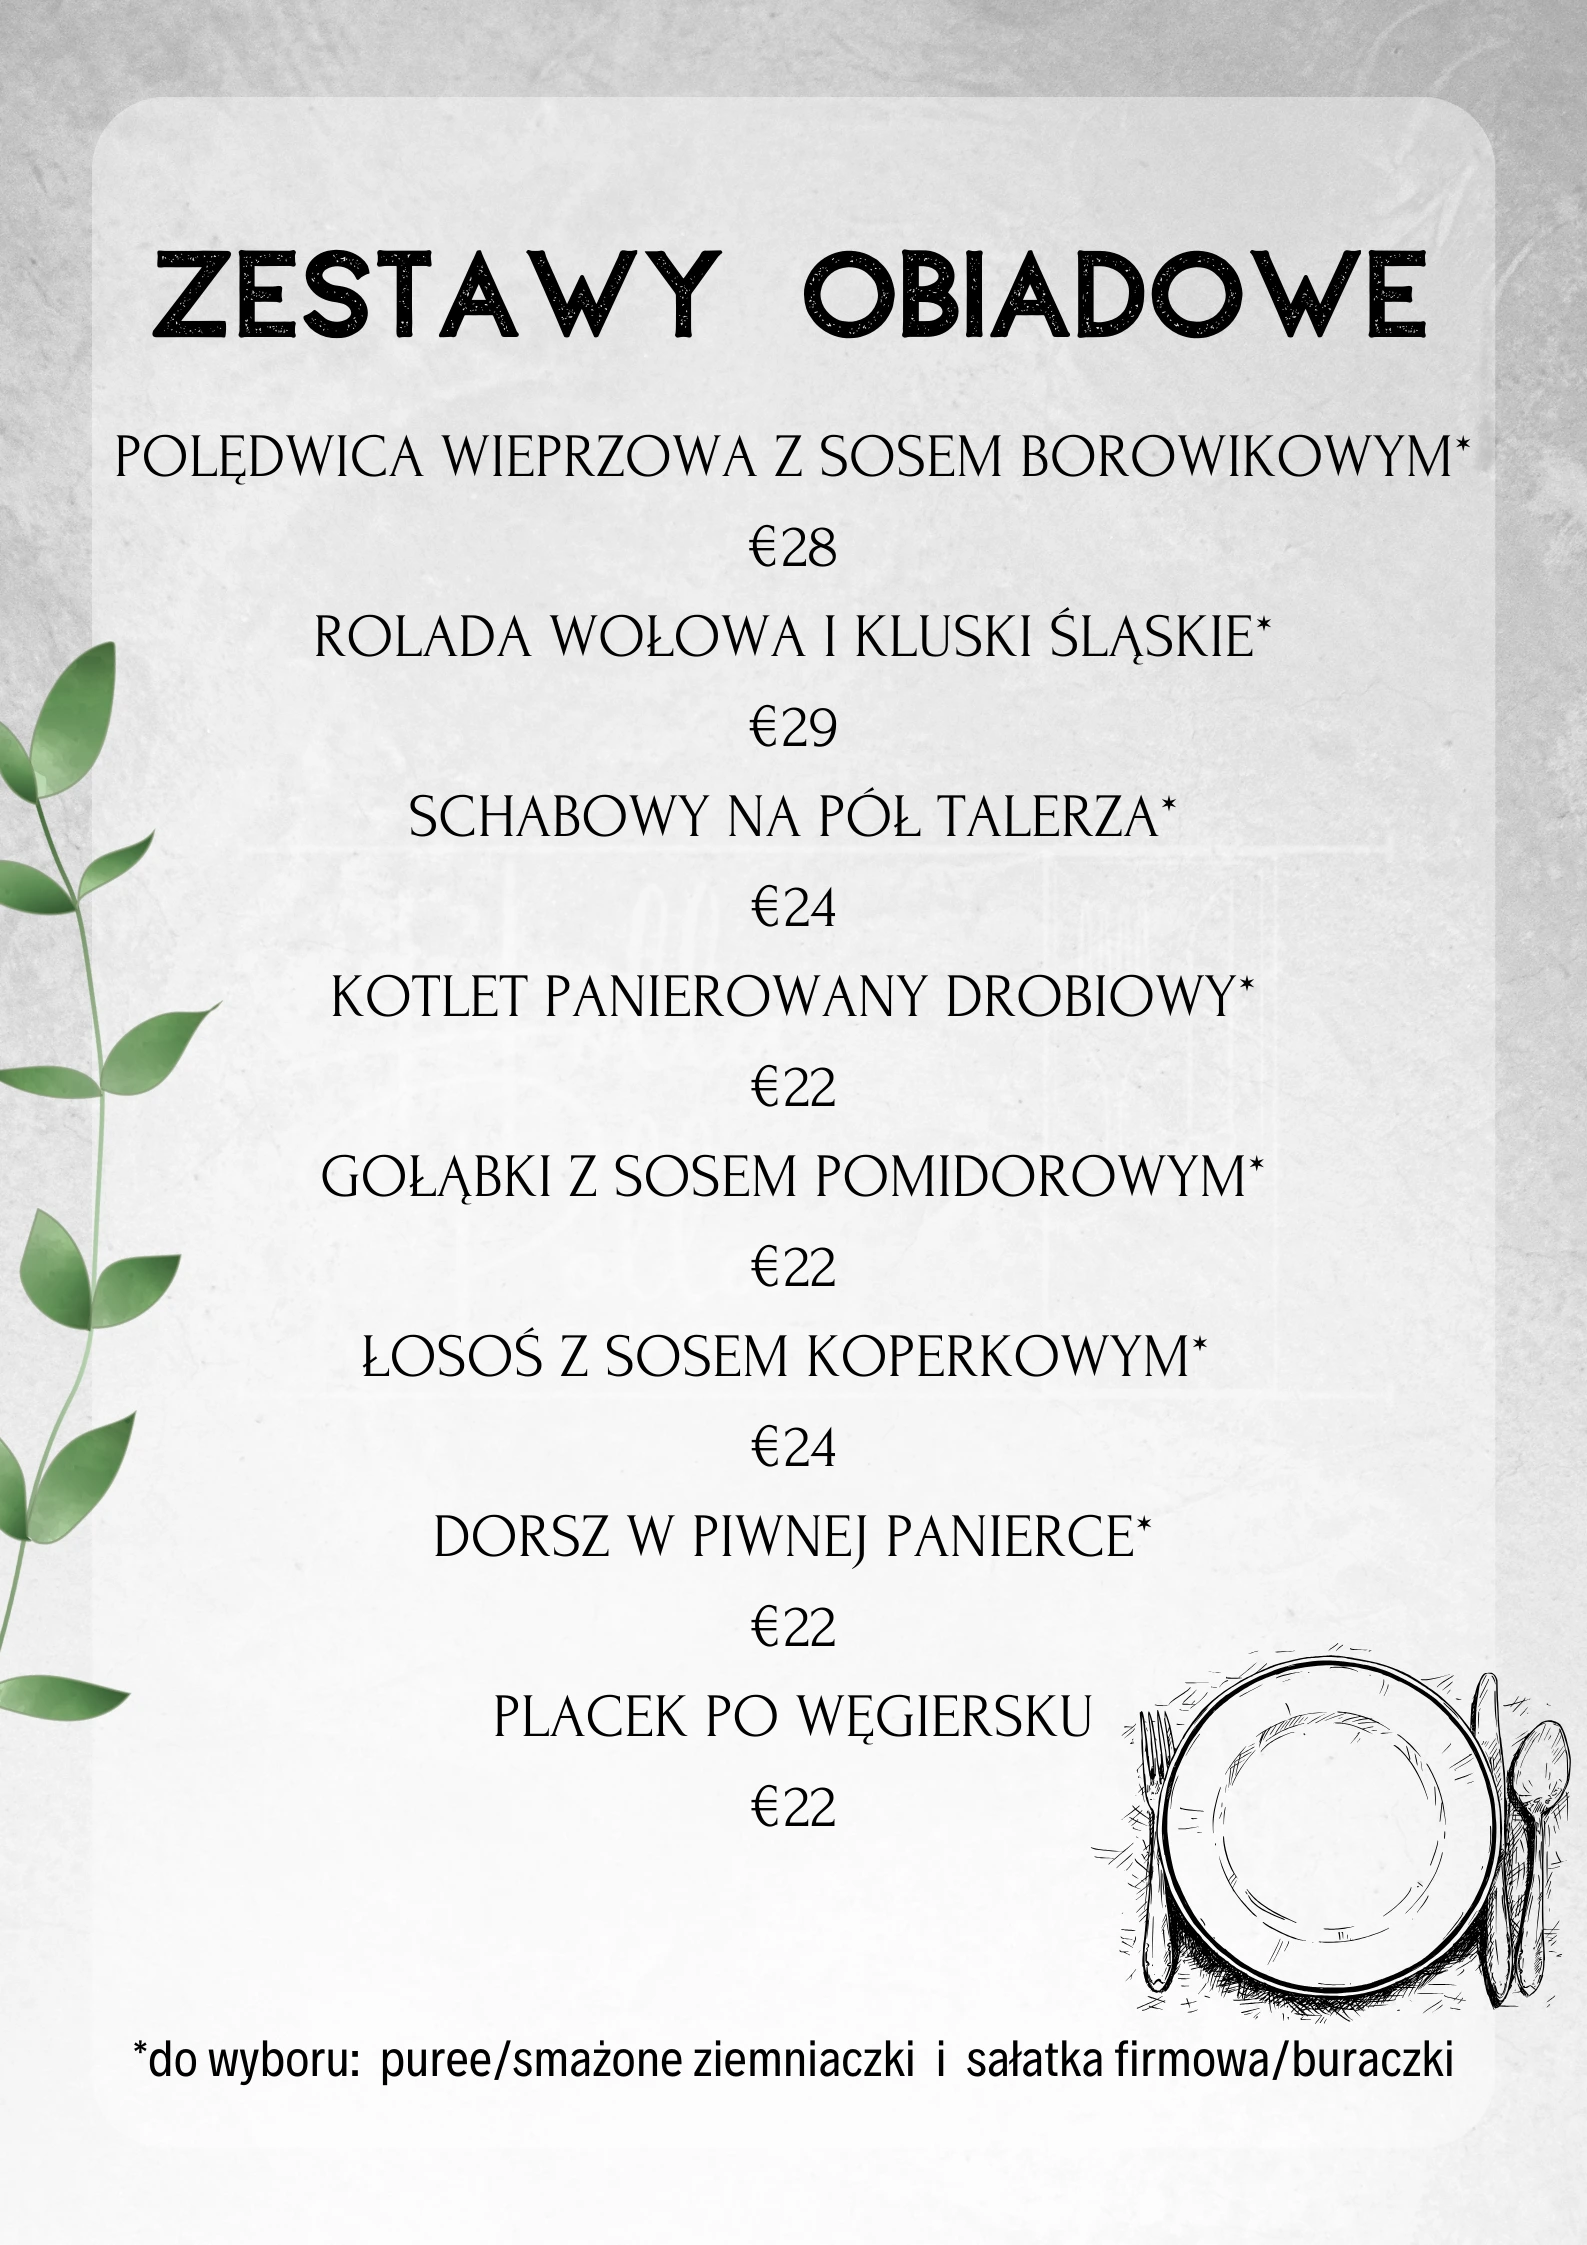 ZESTAWY OBIADOWE
POLĘDWICA WIEPRZOWA Z SOSEM BOROWIKOWYM*
€28
ROLADA WOŁOWA I KLUSKI ŚLĄSKIE*
€29
SCHABOWY NA PÓŁ TALERZA*
€24
KOTLET PANIEROWANY DROBIOWY*
€22
GOŁĄBKI Z SOSEM POMIDOROWYM*
€22
ŁOSOŚ Z SOSEM KOPERKOWYM*
€24
DORSZ W PIWNEJ PANIERCE*
€22
PLACEK PO WĘGIERSKU
€22
*do wyboru: puree/smażone ziemniaczki i sałatka firmowa/buraczki